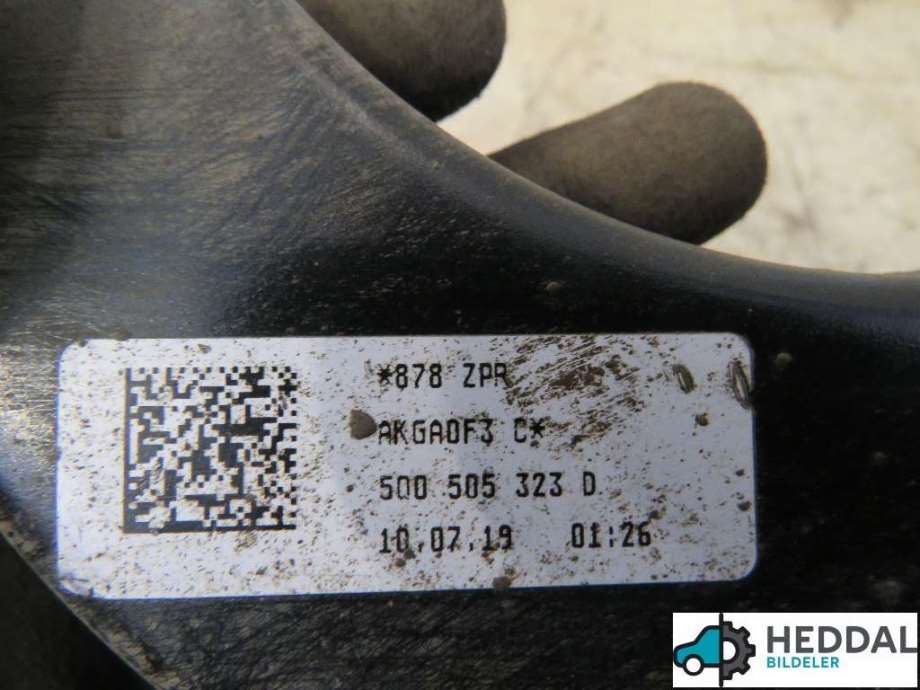 *878 ZPR
AKGA0F3 C*
5Q0 505 323 D
10.07.19 01:26
HEDDAL
BILDELER